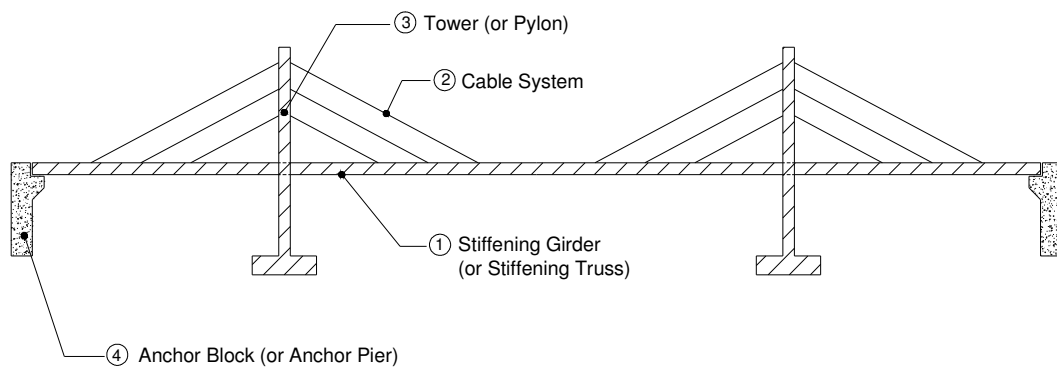 ③ Tower (or Pylon)
② Cable System
① Stiffening Girder
(or Stiffening Truss)
④ Anchor Block (or Anchor Pier)